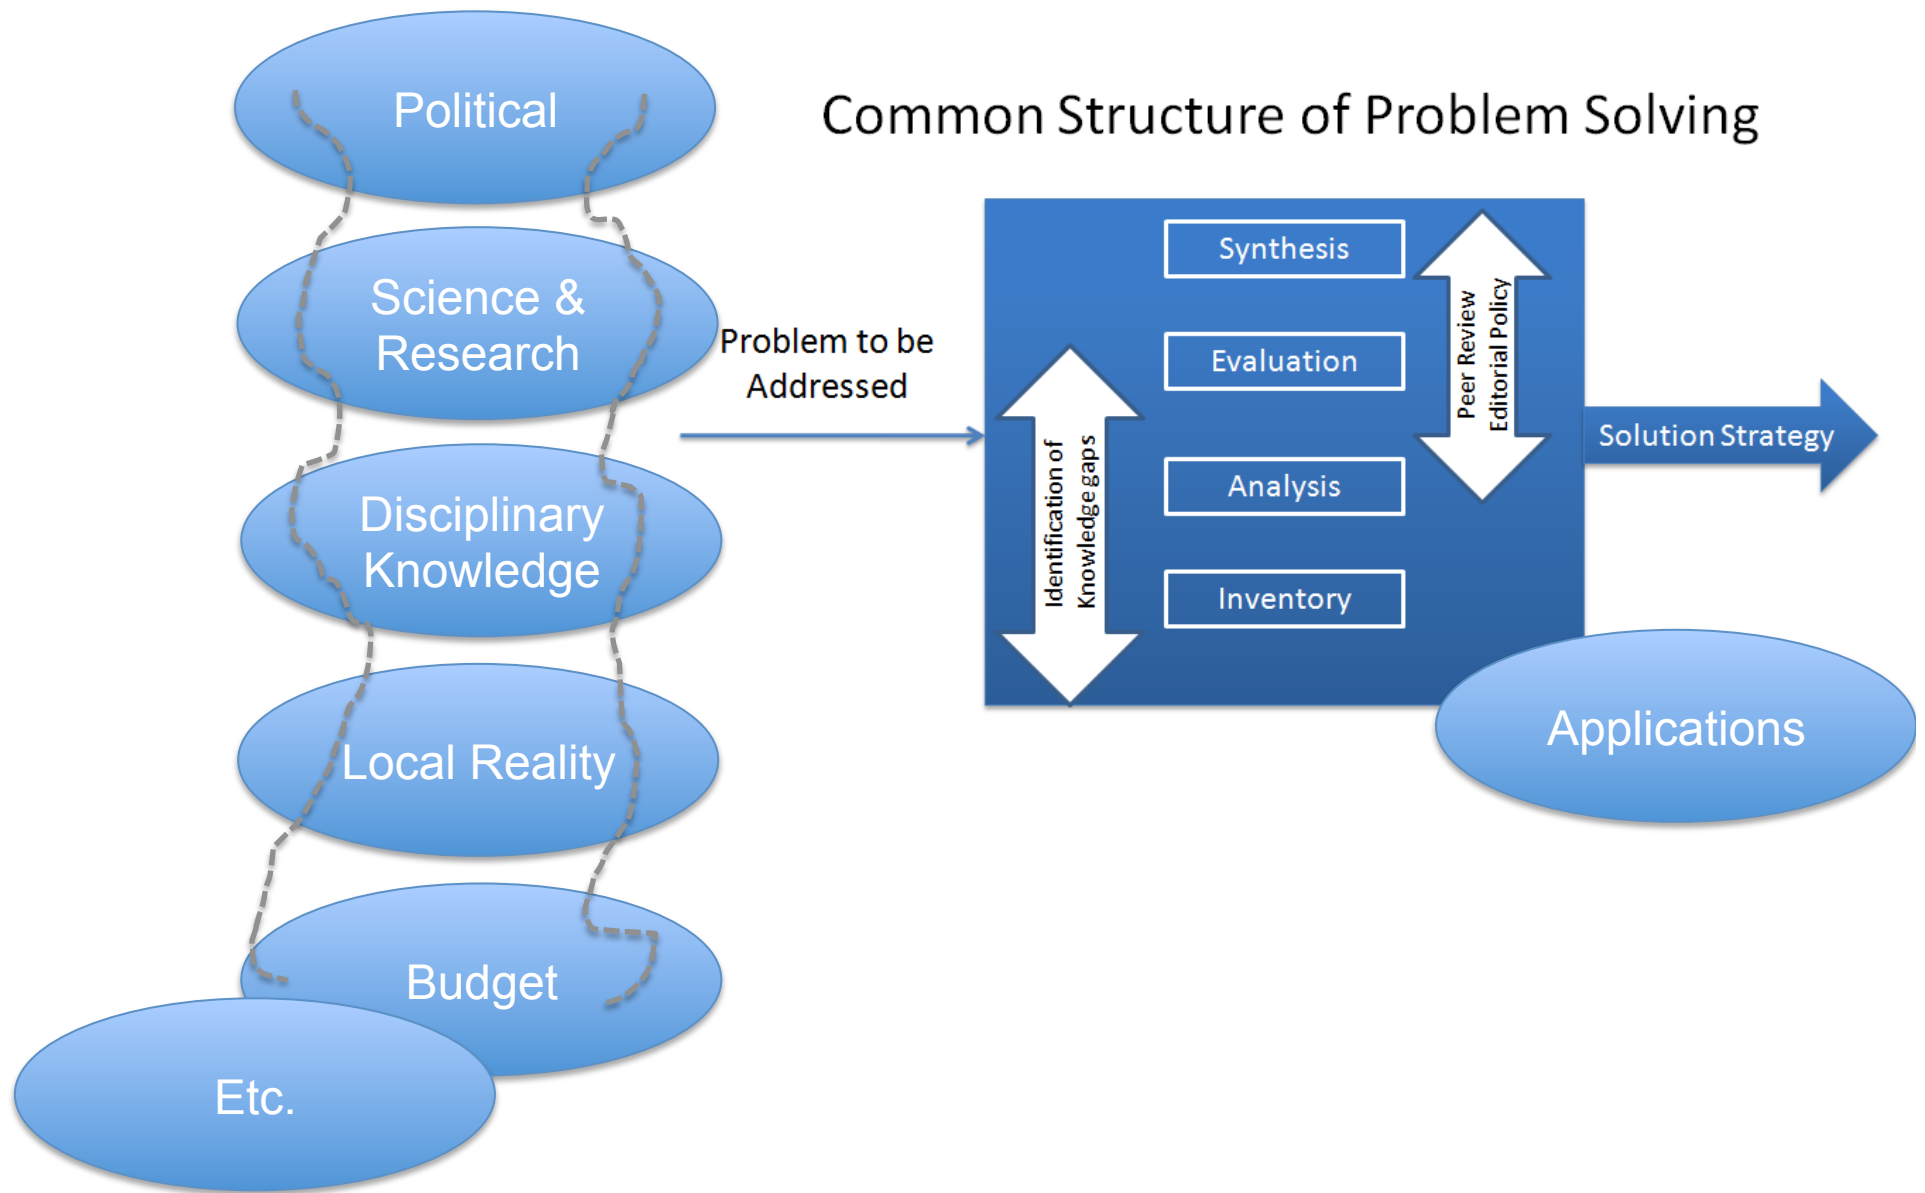 Political
Common Structure of Problem Solving
Science &
Research
Disciplinary
Knowledge
Local Reality
Budget
Etc.
Problem to be
Addressed
Identification of
Knowledge gaps
Synthesis
Evaluation
Analysis
Inventory
Peer Review
Editorial Policy
Solution Strategy
Applications